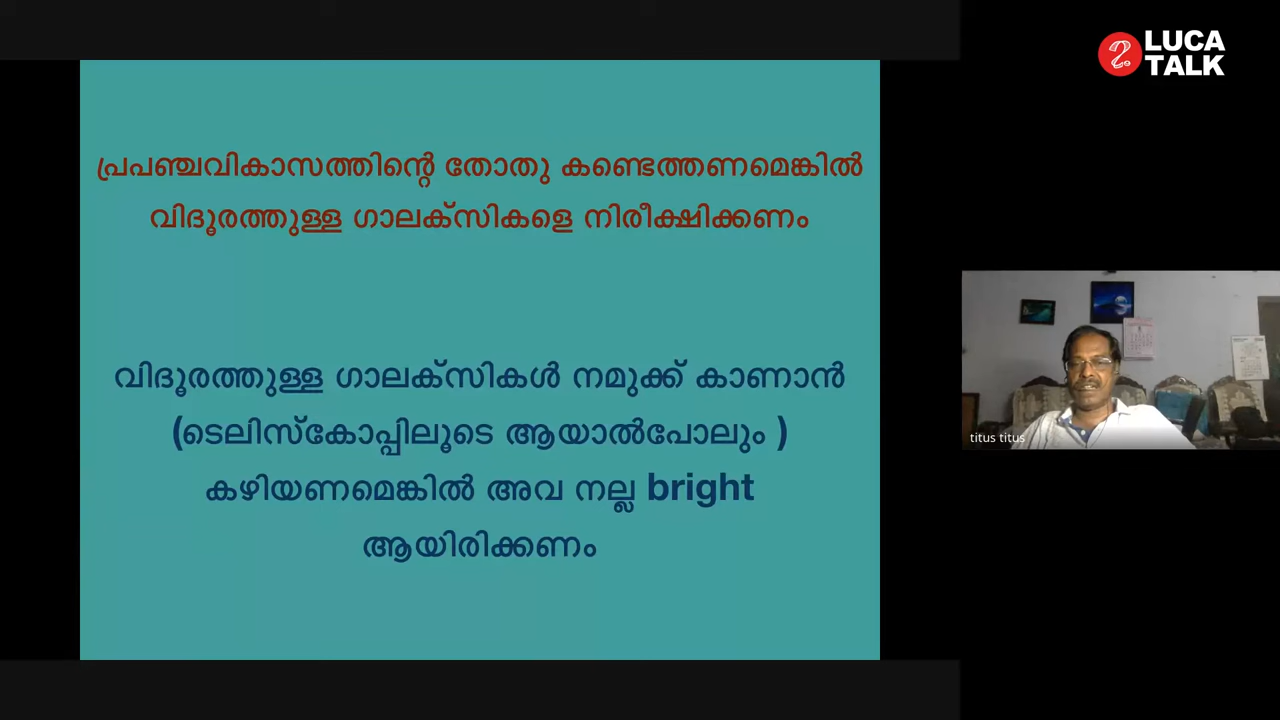 LUCA
TALK
പ്രപഞ്ചവികാസത്തിന്റെ തോതു കണ്ടെത്തണമെങ്കിൽ
വിദൂരത്തുള്ള ഗാലക്സികളെ നിരീക്ഷിക്കണം
വിദൂരത്തുള്ള ഗാലക്സികൾ നമുക്ക് കാണാൻ
(ടെലിസ്കോപ്പിലൂടെ ആയാൽപോലും )
കഴിയണമെങ്കിൽ അവ നല്ല bright
ആയിരിക്കണം
titus titus